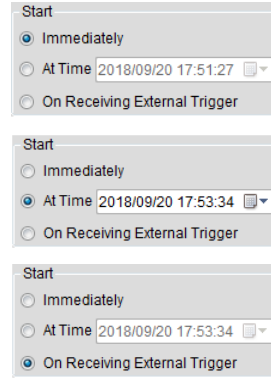 Start
Immediately
At Time 2018/09/20 17:51:27
On Receiving External Trigger
Start
Immediately
At Time 2018/09/20 17:53:34
On Receiving External Trigger
Start
Immediately
At Time 2018/09/20 17:53:34
On Receiving External Trigger